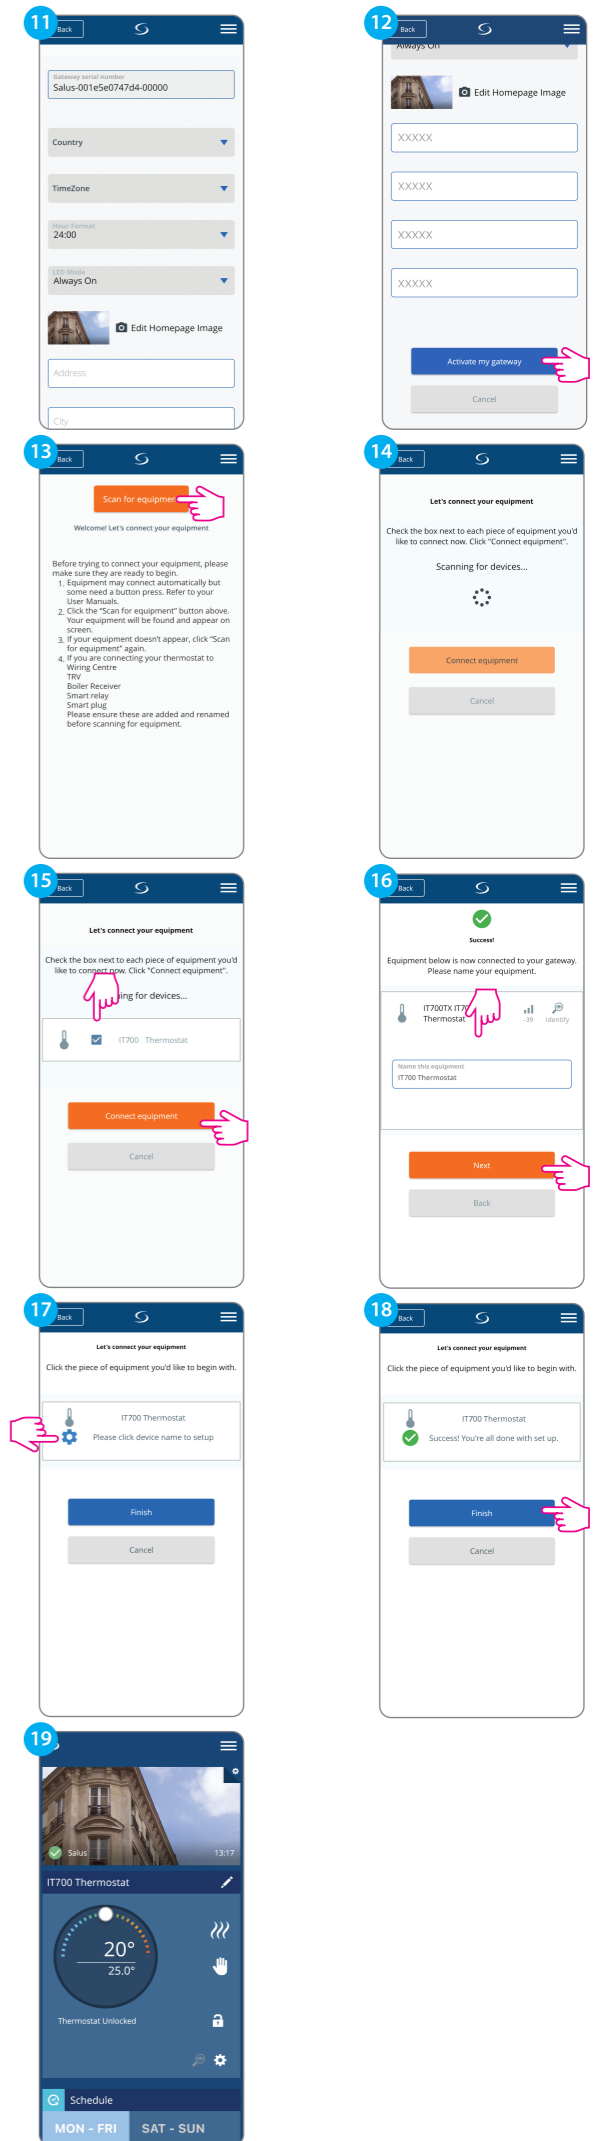 11
Back
Gateway serial number
Salus-001e5e0747d4-00000
Country
TimeZone
Hour Format
24:00
LED Mode
Always On
Edit Homepage Image
Address
City
12
Back
Always On
Edit Homepage Image
XXXXX
XXXXX
XXXXX
XXXXX
Activate my gateway
Cancel
13
Back
Scan for equipmen
Welcome! Let's connect your equipment
Before trying to connect your equipment, please
make sure they are ready to begin.
1. Equipment may connect automatically but
some need a button press. Refer to your
User Manuals.
2. Click the "Scan for equipment" button above.
Your equipment will be found and appear on
screen.
3. If your equipment doesn't appear, click "Scan
for equipment" again.
4. If you are connecting your thermostat to
Wiring Centre
TRV
Boiler Receiver
Smart relay
Smart plug
Please ensure these are added and renamed
before scanning for equipment.
14
Back
Let's connect your equipment
Check the box next to each piece of equipment you'd
like to connect now. Click "Connect equipment".
Scanning for devices...
Connect equipment
Cancel
15
Back
Let's connect your equipment
Check the box next to each piece of equipment you'd
like to connect now. Click "Connect equipment".
ing for devices...
IT700 Thermostat
Connect equipment
Cancel
16
Back
Success!
Equipment below is now connected to your gateway.
Please name your equipment.
IT700TX IT70
Thermostat
-39
Identify
Name this equipment
IT700 Thermostat
Next
Back
17
Back
Let's connect your equipment
Click the piece of equipment you'd like to begin with.
IT700 Thermostat
Please click device name to setup
Finish
Cancel
18
Back
Let's connect your equipment
Click the piece of equipment you'd like to begin with.
IT700 Thermostat
Success! You're all done with set up.
Finish
Cancel
19
Salus
13:17
IT700 Thermostat
20°
25.0°
Thermostat Unlocked
Schedule
MON - FRI SAT - SUN